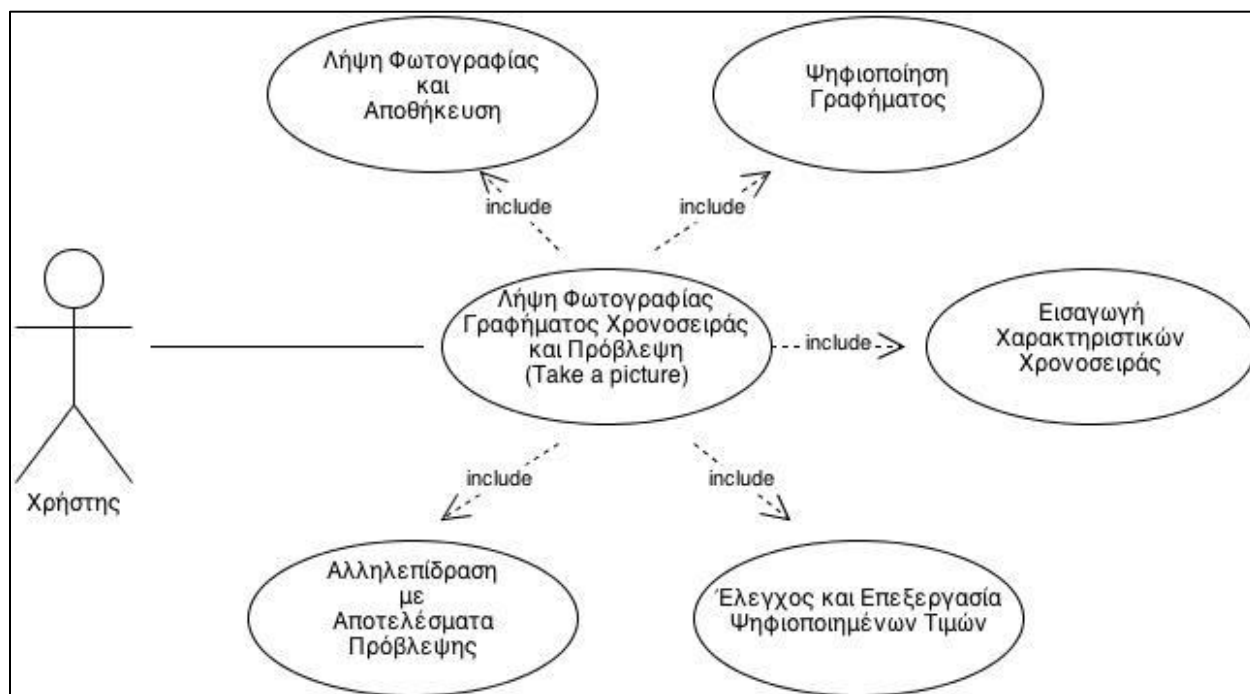 Λήψη Φωτογραφίας
και
Αποθήκευση
Ψηφιοποίηση
Γραφήματος
include
include
Λήψη Φωτογραφίας
Γραφήματος Χρονοσειράς
και Πρόβλεψη
(Take a picture)
include
Εισαγωγή
Χαρακτηριστικών
Χρονοσειράς
Χρήστης
include
include
Αλληλεπίδραση
με
Αποτελέσματα
Πρόβλεψης
Έλεγχος και Επεξεργασία
Ψηφιοποιημένων Τιμών